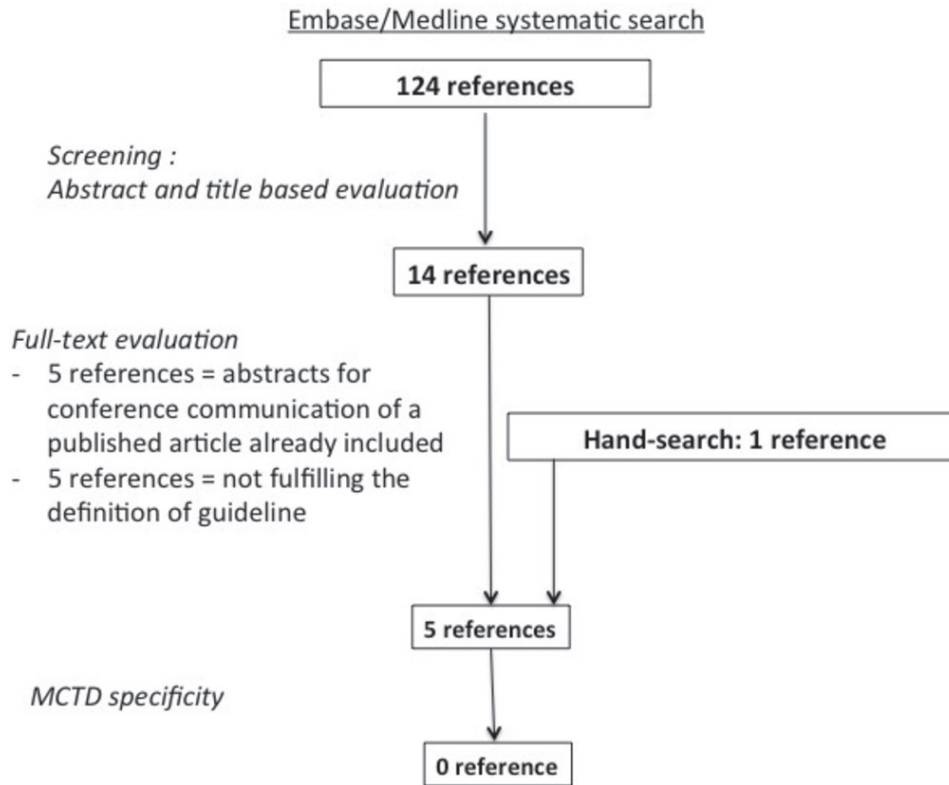 Embase/Medline systematic search
124 references
Screening :
Abstract and title based evaluation
14 references
Full-text evaluation
- 5 references = abstracts for
conference communication of a
published article already included
- 5 references = not fulfilling the
definition of guideline
Hand-search: 1 reference
5 references
MCTD specificity
0 reference